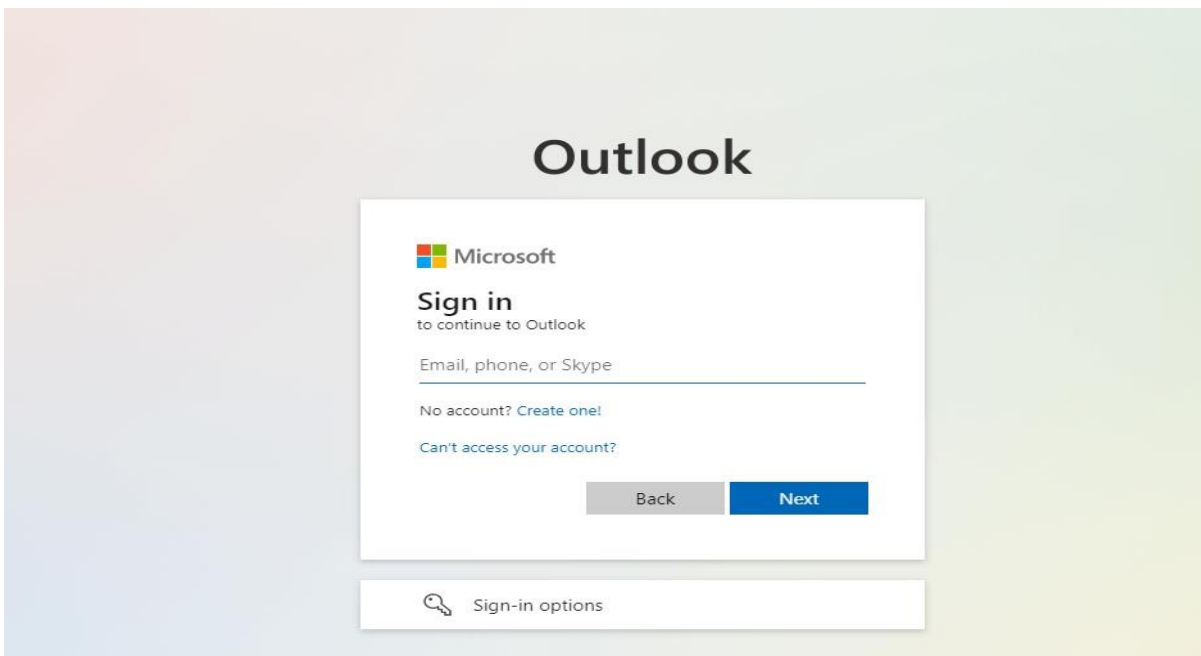 Outlook
Microsoft
Sign in
to continue to Outlook
Email, phone, or Skype
No account? Create one!
Can't access your account?
Back Next
Sign-in options